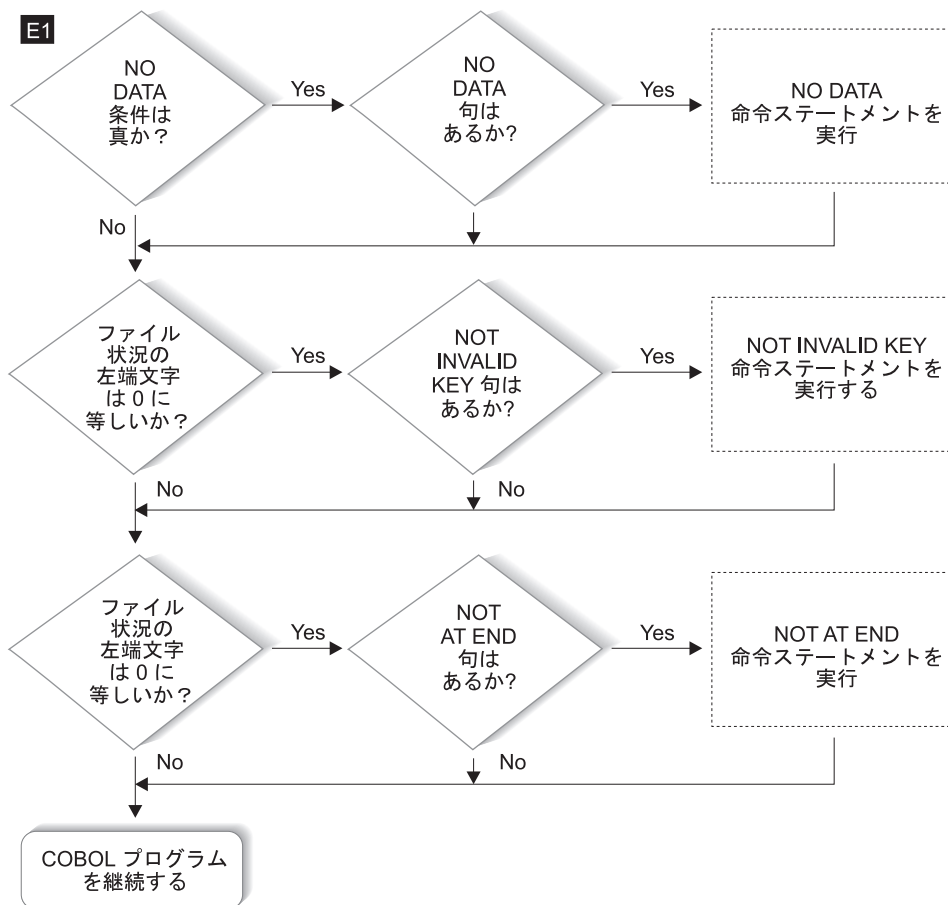 E1
NO
DATA
条件は
真か？
Yes
NO
DATA
句は
あるか?
Yes
NO DATA
命令ステートメントを
実行
No
ファイル
状況の
左端文字
は 0 に
等しいか？
Yes
NOT
INVALID
KEY 句は
あるか?
Yes
NOT INVALID KEY
命令ステートメントを
実行する
No
No
ファイル
状況の
左端文字
は 0 に
等しいか？
Yes
NOT
AT END
句は
あるか?
Yes
NOT AT END
命令ステートメントを
実行
No
No
COBOL プログラム
を継続する